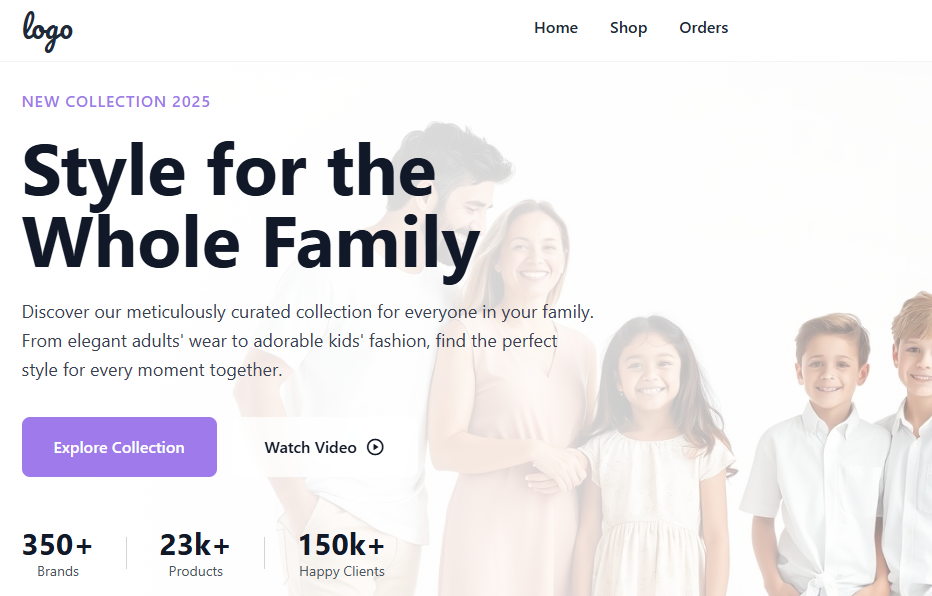 logo
Home Shop Orders
NEW COLLECTION 2025
Style for the
Whole Family
Discover our meticulously curated collection for everyone in your family.
From elegant adults' wear to adorable kids' fashion, find the perfect
style for every moment together.
Explore Collection Watch Video
350+ 23k+ 150k+
Brands Products Happy Clients